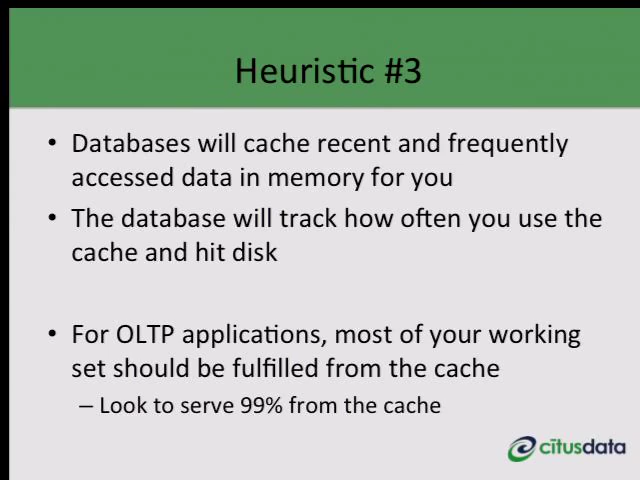 Heuristic #3
• Databases will cache recent and frequently
accessed data in memory for you
• The database will track how often you use the
cache and hit disk
• For OLTP applications, most of your working
set should be fulfilled from the cache
– Look to serve 99% from the cache
citusdata